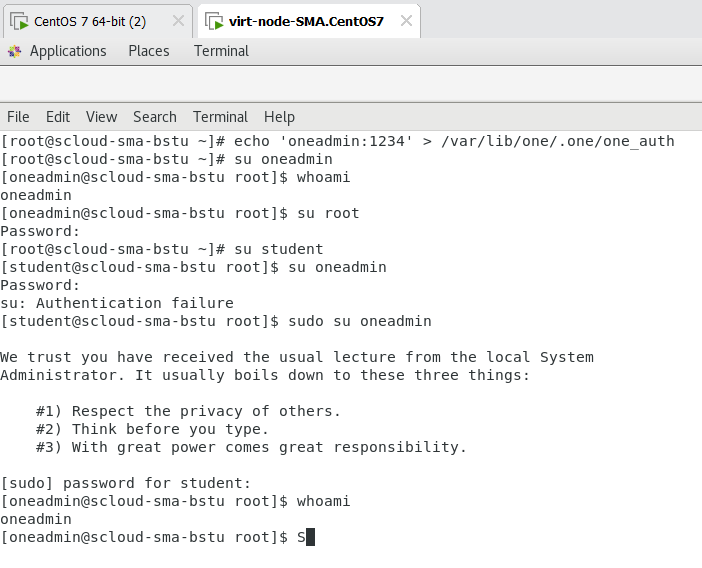 CentOS 7 64-bit (2) virt-node-SMA.CentOS7
Applications Places Terminal
File Edit View Search Terminal Help
[root@scloud-sma-bstu ~]# echo 'oneadmin:1234' > /var/lib/one/.one/one_auth
[root@scloud-sma-bstu ~]# su oneadmin
[oneadmin@scloud-sma-bstu root]$ whoami
oneadmin
[oneadmin@scloud-sma-bstu root]$ su root
Password:
[root@scloud-sma-bstu ~]# su student
[student@scloud-sma-bstu root]$ su oneadmin
Password:
su: Authentication failure
[student@scloud-sma-bstu root]$ sudo su oneadmin

We trust you have received the usual lecture from the local System
Administrator. It usually boils down to these three things:

    #1) Respect the privacy of others.
    #2) Think before you type.
    #3) With great power comes great responsibility.

[sudo] password for student:
[oneadmin@scloud-sma-bstu root]$ whoami
oneadmin
[oneadmin@scloud-sma-bstu root]$ S